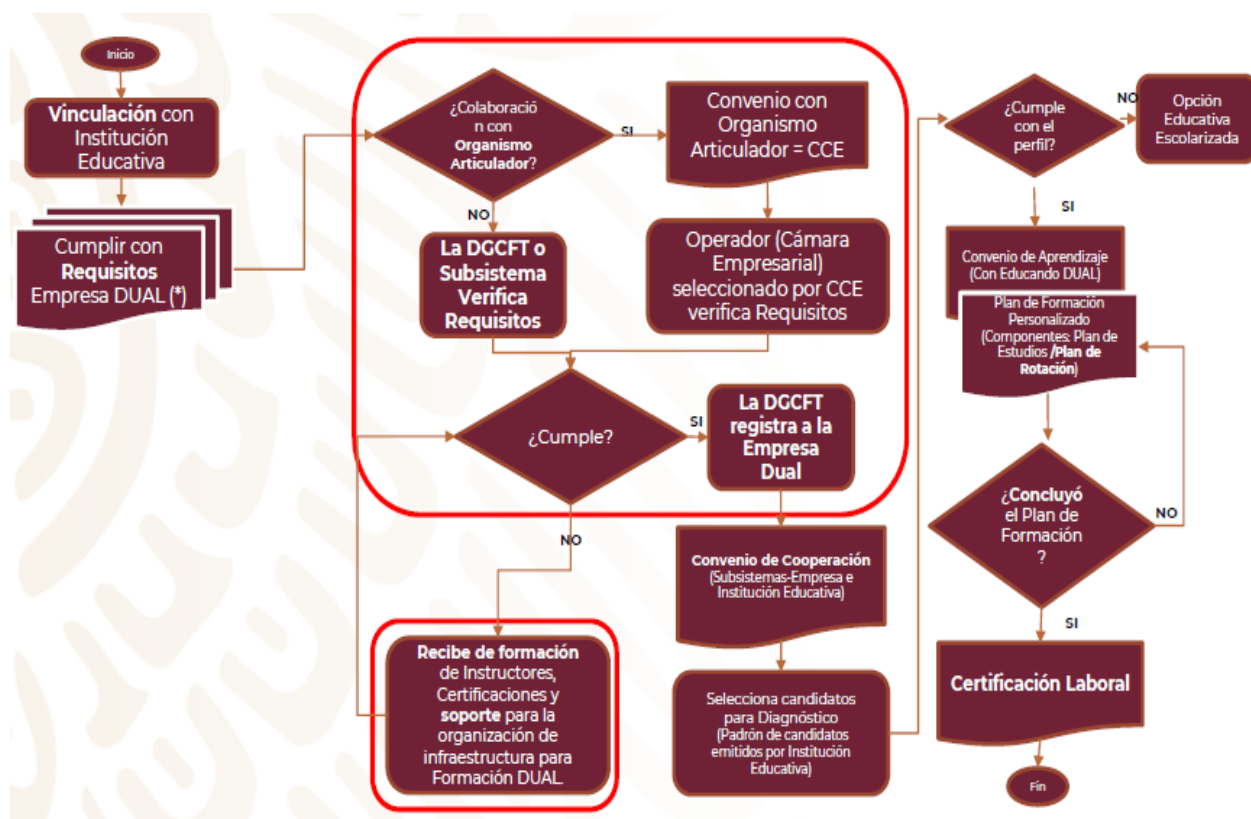 Inicio
Vinculación con
Institución
Educativa
Cumplir con
Requisitos
Empresa DUAL (*)
¿Colaboració
n con
Organismo
Articulador?
SI
NO
Convenio con
Organismo
Articulador = CCE
La DGCFT o
Subsistema
Verifica
Requisitos
Operador (Cámara
Empresarial)
seleccionado por CCE
verifica Requisitos
¿Cumple?
SI
NO
La DGCFT
registra a la
Empresa
Dual
Recibe de formación
de Instructores,
Certificaciones y
soporte para la
organización de
infraestructura para
Formación DUAL.
Convenio de Cooperación
(Subsistemas-Empresa e
Institución Educativa)
Selecciona candidatos
para Diagnóstico
(Padrón de candidatos
emitidos por Institución
Educativa)
¿Cumple
con el
perfil?
NO
Opción
Educativa
Escolarizada
SI
Convenio de Aprendizaje
(Con Educando DUAL)
Plan de Formación
Personalizado
(Componentes: Plan de
Estudios /Plan de
Rotación)
¿Concluyó
el Plan de
Formación
?
NO
SI
Certificación Laboral
Fin